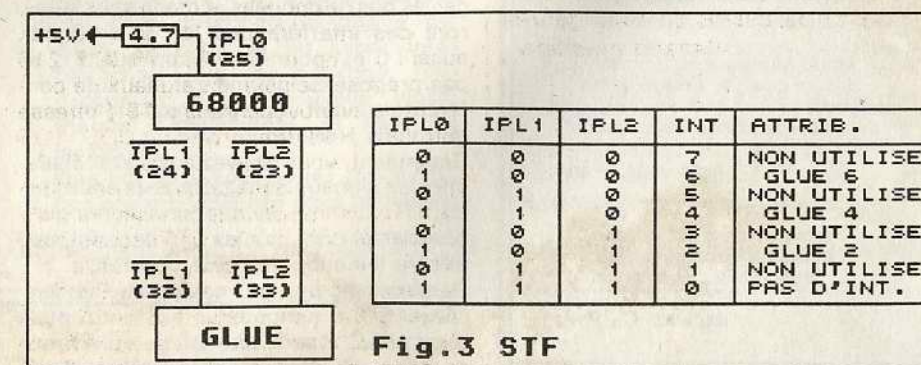 +5V 4.7 IPL0
(25)
68000
IPL1 IPL2
(24) (23)
IPL1 IPL2
(32) (33)
GLUE
IPL0 IPL1 IPL2 INT ATTRIB.
0 0 0 7 NON UTILISE
1 0 0 6 GLUE 6
0 1 0 5 NON UTILISE
1 1 0 4 GLUE 4
0 0 1 3 NON UTILISE
1 0 1 2 GLUE 2
0 1 1 1 NON UTILISE
1 1 1 0 PAS D'INT.
Fig.3 STF